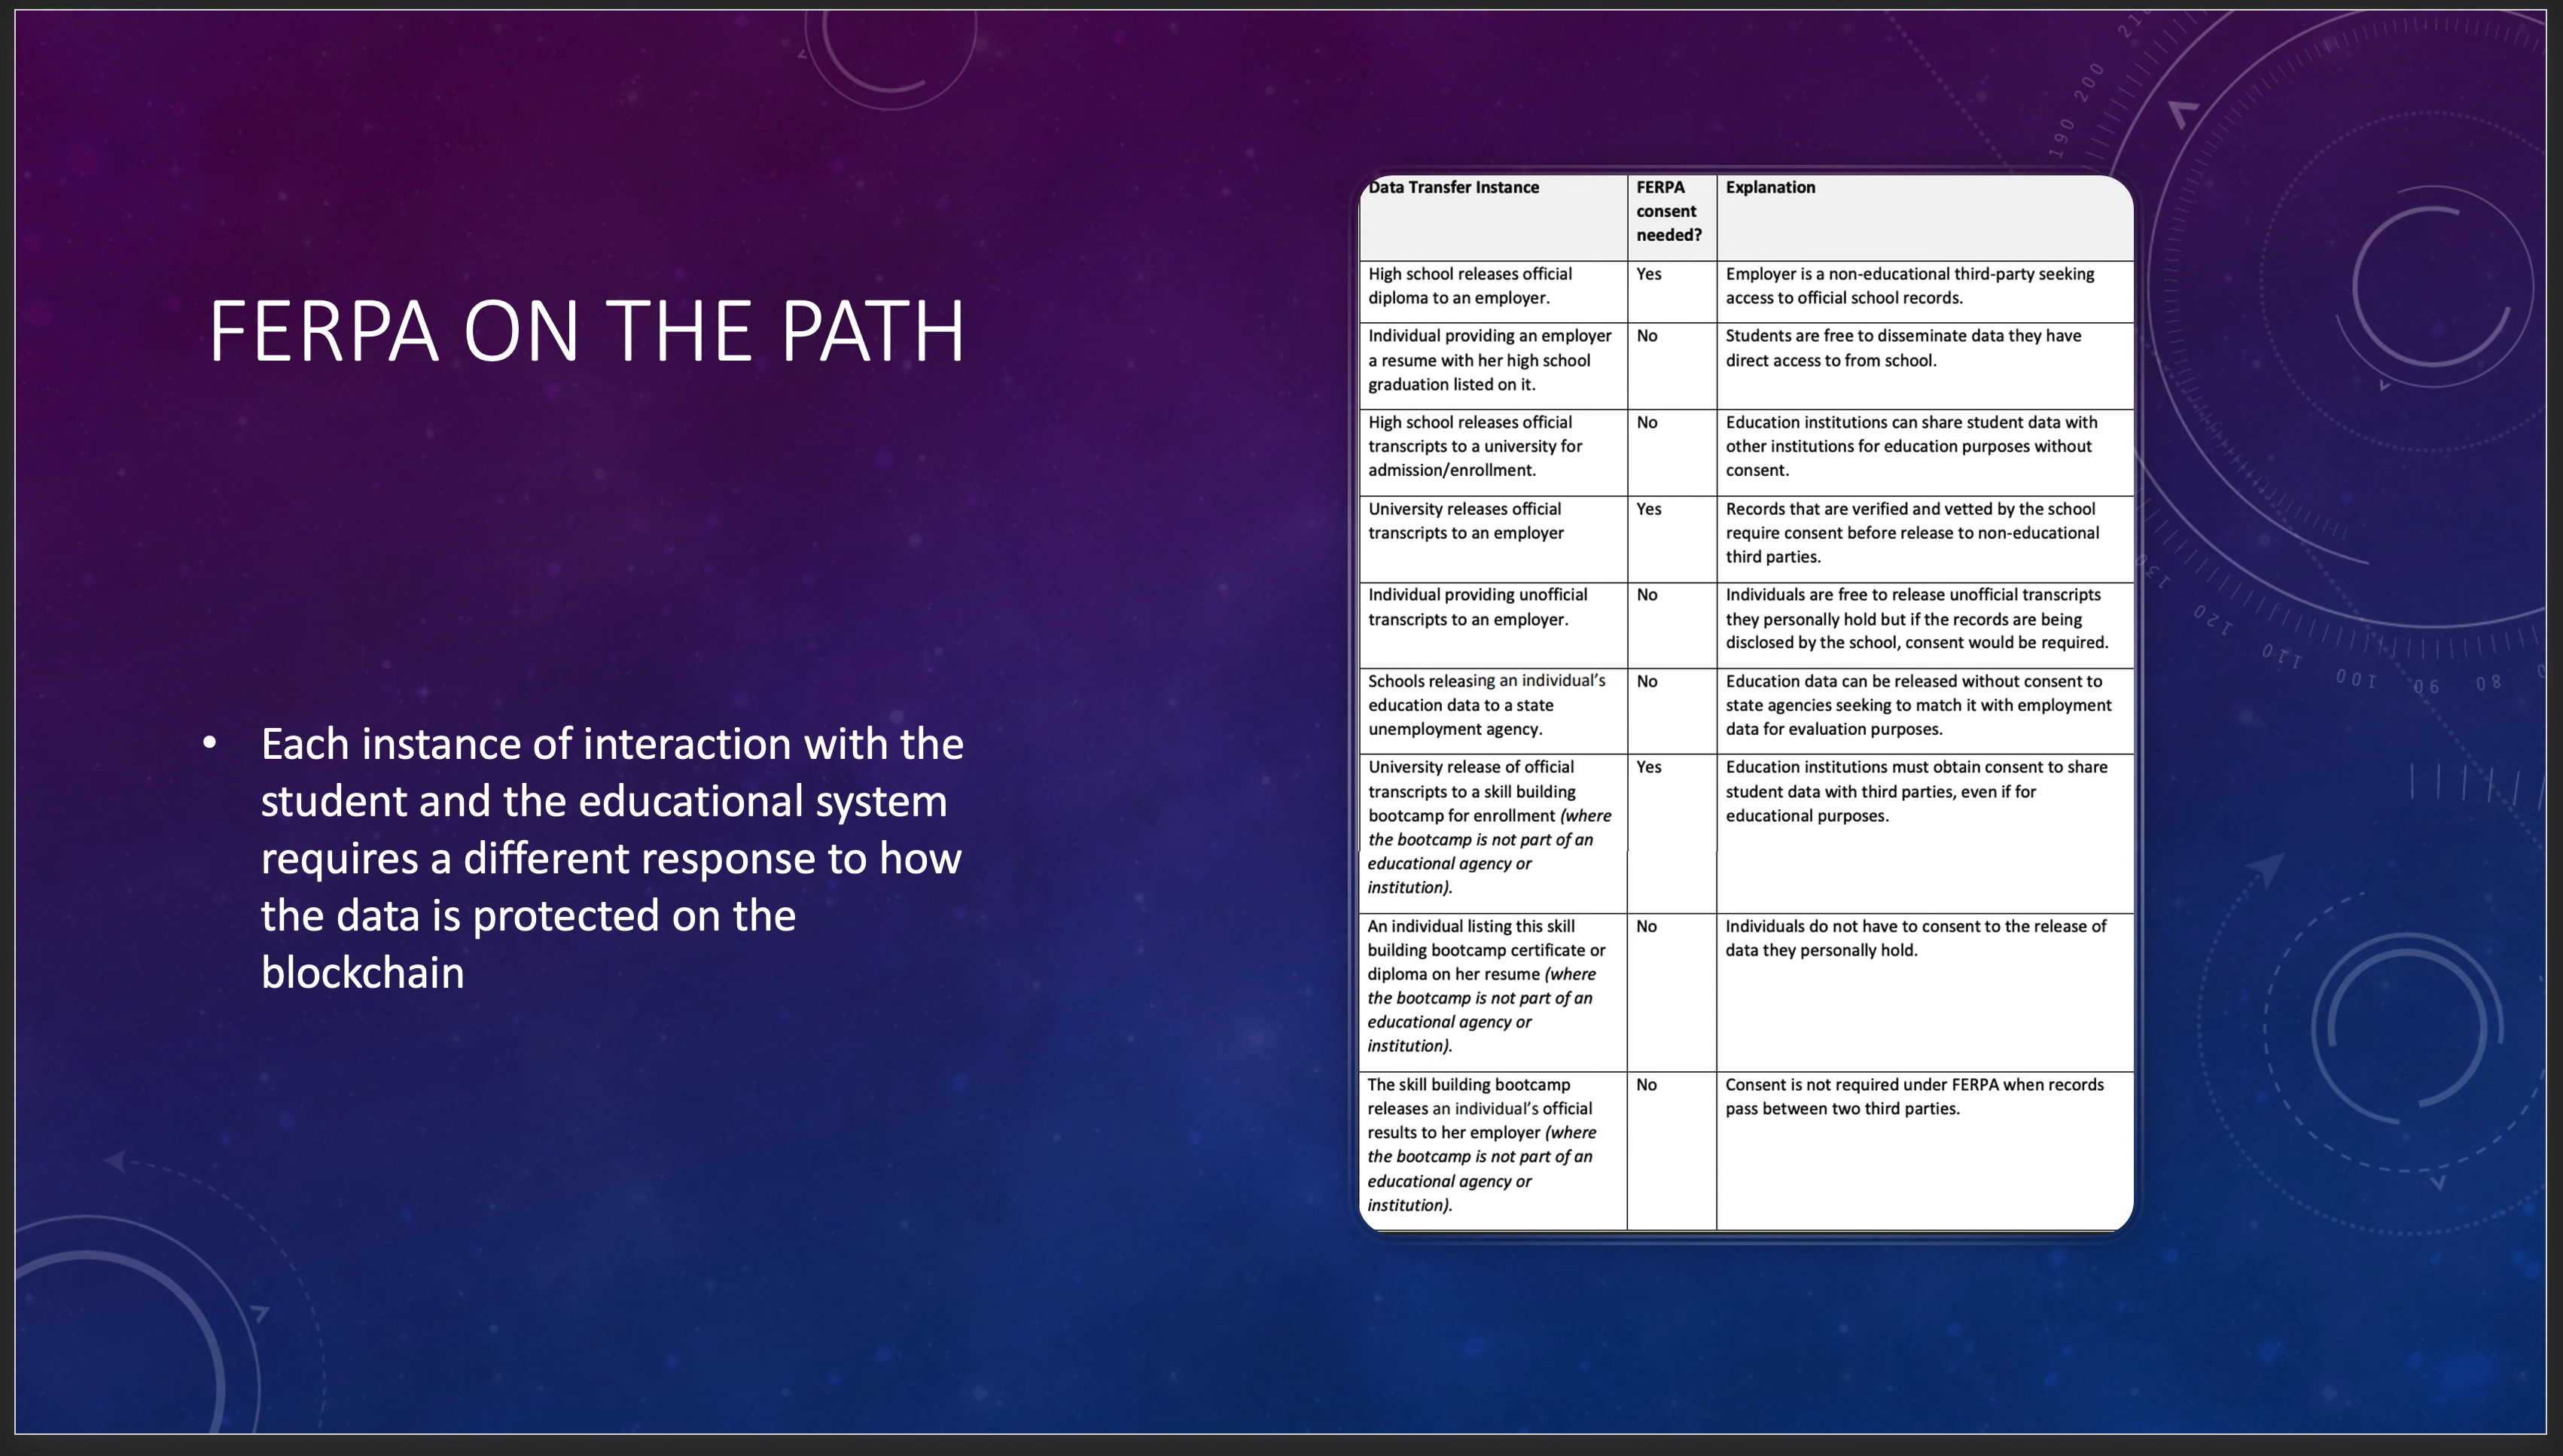 FERPA ON THE PATH
• Each instance of interaction with the
student and the educational system
requires a different response to how
the data is protected on the
blockchain
Data Transfer Instance
FERPA
consent
needed?
Explanation
High school releases official
diploma to an employer.
Yes
Employer is a non-educational third-party seeking
access to official school records.
Individual providing an employer
a resume with her high school
graduation listed on it.
No
Students are free to disseminate data they have
direct access to from school.
High school releases official
transcripts to a university for
admission/enrollment.
No
Education institutions can share student data with
other institutions for education purposes without
consent.
University releases official
transcripts to an employer
Yes
Records that are verified and vetted by the school
require consent before release to non-educational
third parties.
Individual providing unofficial
transcripts to an employer.
No
Individuals are free to release unofficial transcripts
they personally hold but if the records are being
disclosed by the school, consent would be required.
Schools releasing an individual’s
education data to a state
unemployment agency.
No
Education data can be released without consent to
state agencies seeking to match it with employment
data for evaluation purposes.
University release of official
transcripts to a skill building
bootcamp for enrollment (where
the bootcamp is not part of an
educational agency or
institution).
Yes
Education institutions must obtain consent to share
student data with third parties, even if for
educational purposes.
An individual listing this skill
building bootcamp certificate or
diploma on her resume (where
the bootcamp is not part of an
educational agency or
institution).
No
Individuals do not have to consent to the release of
data they personally hold.
The skill building bootcamp
releases an individual’s official
results to her employer (where
the bootcamp is not part of an
educational agency or
institution).
No
Consent is not required under FERPA when records
pass between two third parties.
210
200
190
130
120
110
100
90
80